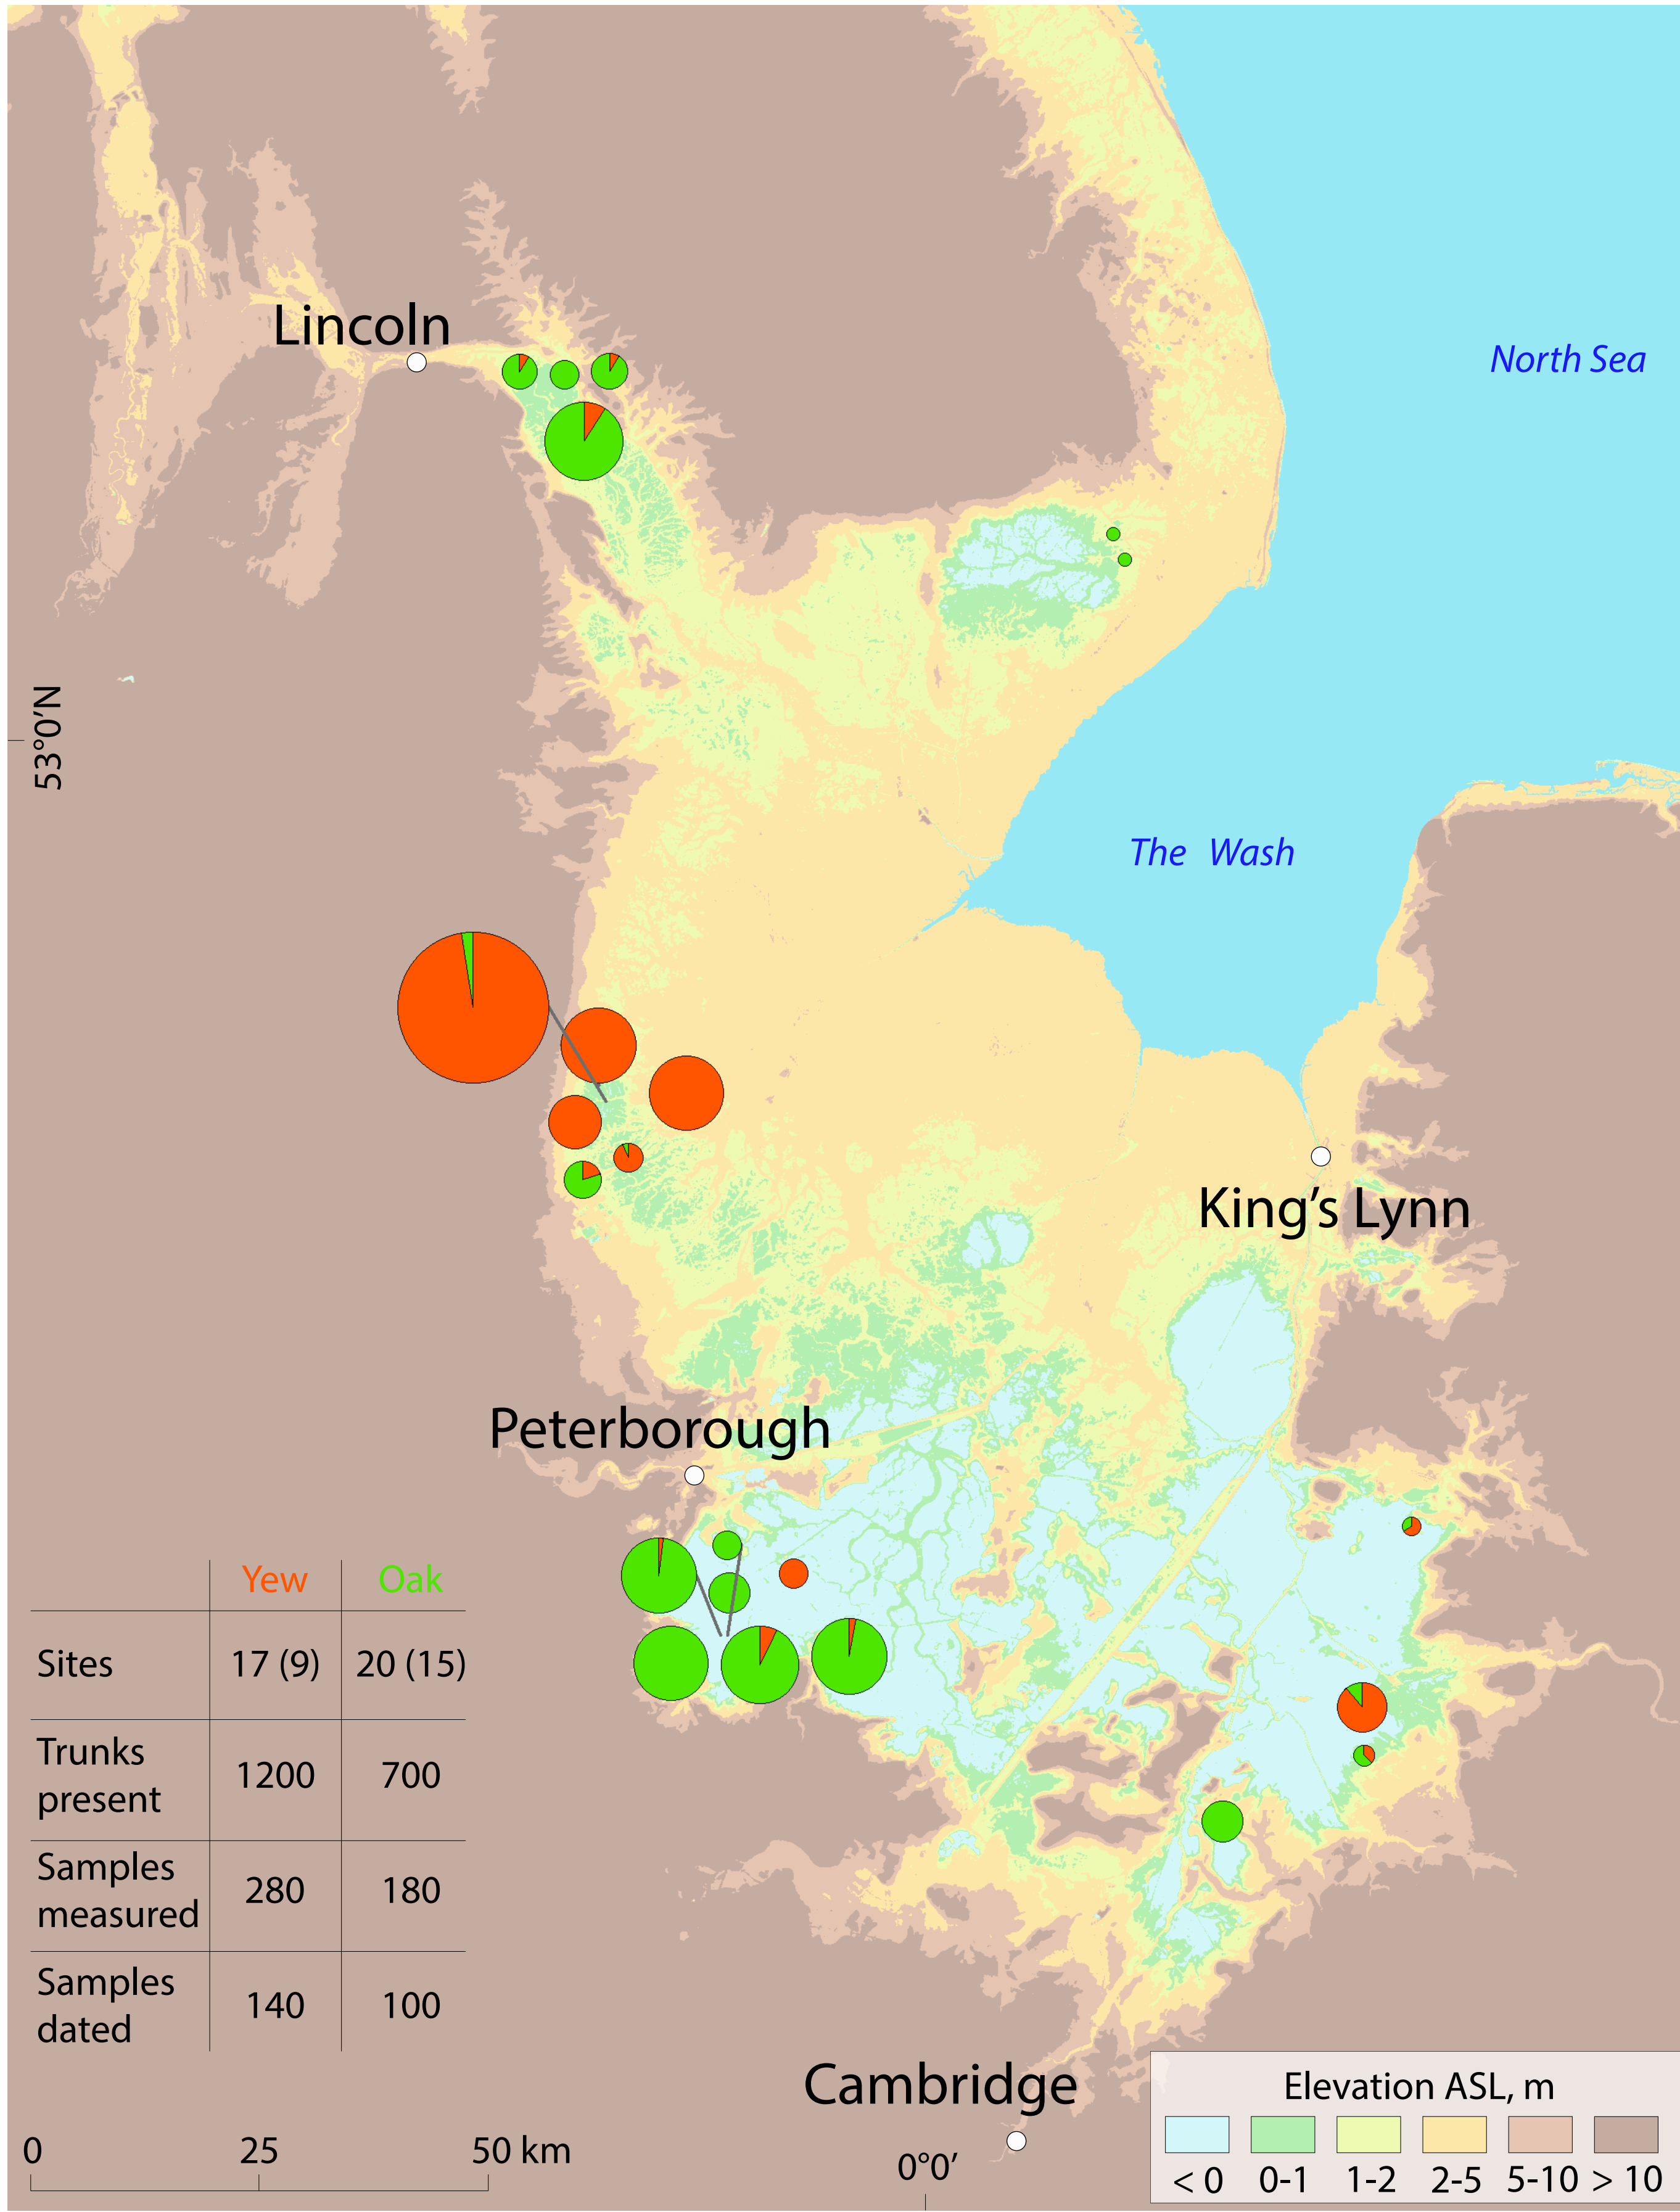 Lincoln
North Sea
53°0’N
The Wash
King’s Lynn
Peterborough
Yew Oak
Sites 17 (9) 20 (15)
Trunks
present 1200 700
Samples
measured 280 180
Samples
dated 140 100
Cambridge
Elevation ASL, m
< 0 0-1 1-2 2-5 5-10 > 10
0 25 50 km
0°0’